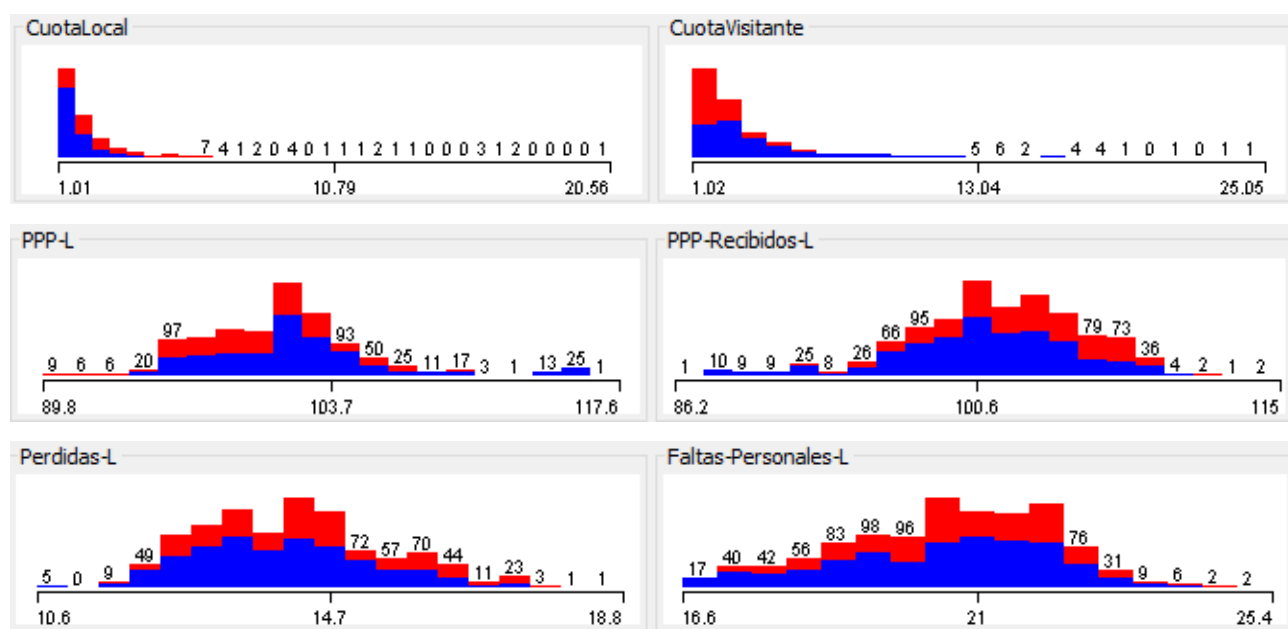 CuotaLocal
7 4 1 2 0 4 0 1 1 1 2 1 1 0 0 0 3 1 2 0 0 0 0 1
1.01 10.79 20.56
CuotaVisitante
5 6 2 4 4 1 0 1 0 1 1
1.02 13.04 25.05
PPP-L
9 6 6 20 97 93 50 25 11 17 3 1 13 25 1
89.8 103.7 117.6
PPP-Recibidos-L
1 10 9 9 25 8 26 66 95 79 73 36 4 2 1 2
86.2 100.6 115
Perdidas-L
5 0 9 49 72 57 70 44 11 23 3 1 1
10.6 14.7 18.8
Faltas-Personales-L
17 40 42 56 83 98 96 76 31 9 6 2 2
16.6 21 25.4